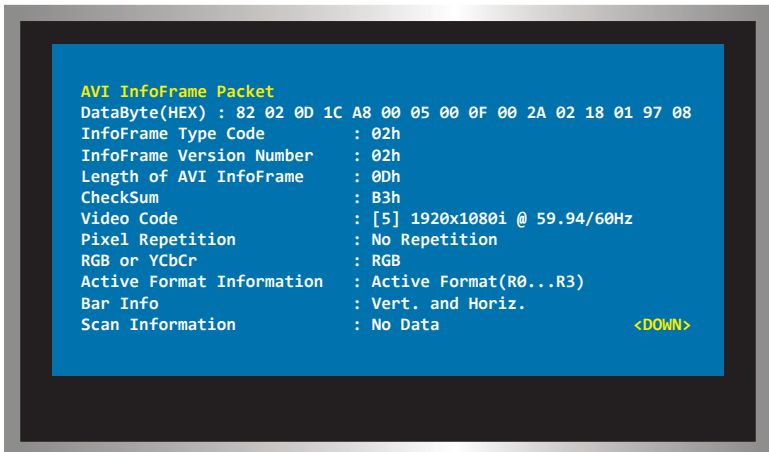 AVI InfoFrame Packet
DataByte(HEX) : 82 02 0D 1C A8 00 05 00 0F 00 2A 02 18 01 97 08
InfoFrame Type Code : 02h
InfoFrame Version Number : 02h
Length of AVI InfoFrame : 0Dh
CheckSum : B3h
Video Code : [5] 1920x1080i @ 59.94/60Hz
Pixel Repetition : No Repetition
RGB or YCbCr : RGB
Active Format Information : Active Format(R0...R3)
Bar Info : Vert. and Horiz.
Scan Information : No Data <DOWN>